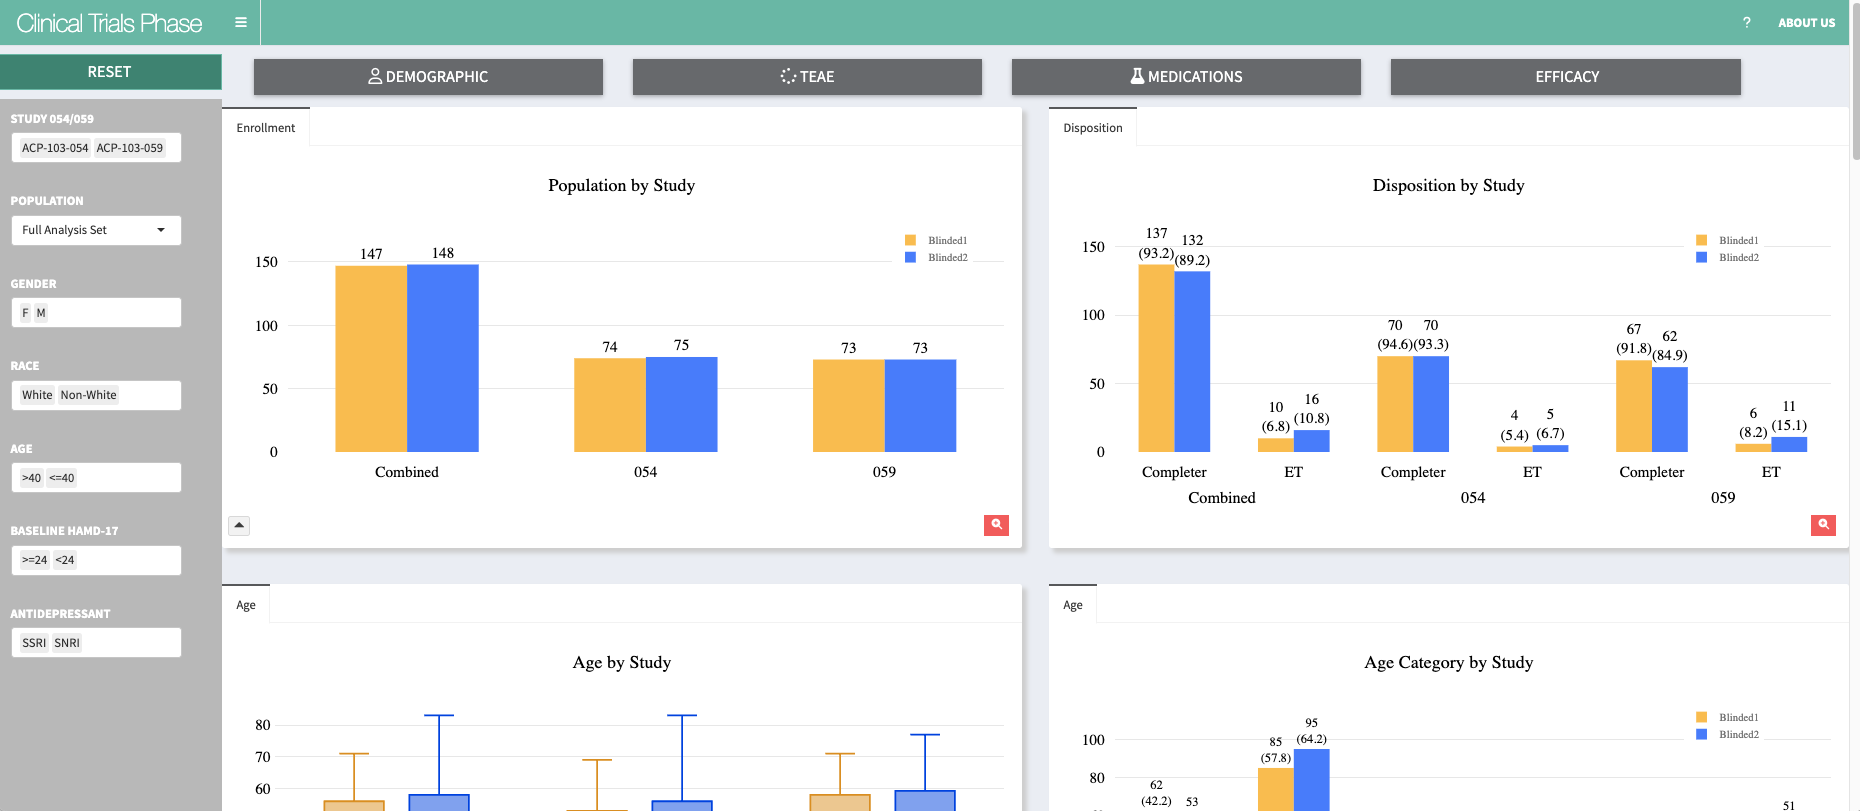 Clinical Trials Phase
? ABOUT US
RESET
DEMOGRAPHIC
TEAE
MEDICATIONS
EFFICACY
STUDY 054/059
ACP-103-054 ACP-103-059
POPULATION
Full Analysis Set
GENDER
F M
RACE
White Non-White
AGE
>40 <=40
BASELINE HAMD-17
>=24 <24
ANTIDEPRESSANT
SSRI SNRI
Enrollment
Population by Study
Blinded1
Blinded2
147 148
74 75
73 73
150
100
50
0
Combined 054 059
Disposition
Disposition by Study
Blinded1
Blinded2
137 132
(93.2) (89.2)
10 16
(6.8) (10.8)
70 70
(94.6) (93.3)
4 5
(5.4) (6.7)
67 62
(91.8) (84.9)
6 11
(8.2) (15.1)
150
100
50
0
Completer ET Completer ET Completer ET
Combined 054 059
Age
Age by Study
80
70
60
Age
Age Category by Study
Blinded1
Blinded2
100
80
62
(42.2) 53
85 95
(57.8) (64.2)
51